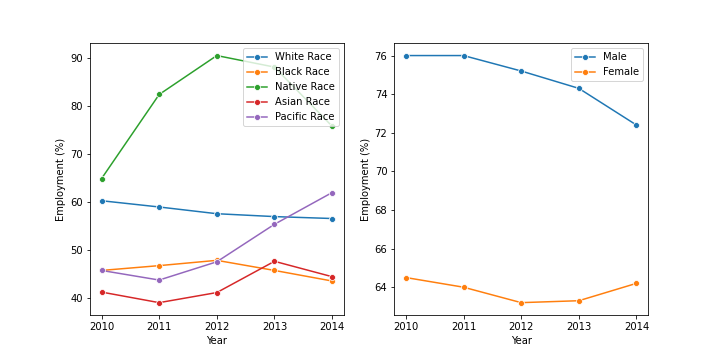 90
80
70
60
50
40
Employment (%)
2010 2011 2012 2013 2014
Year
White Race
Black Race
Native Race
Asian Race
Pacific Race
76
74
72
70
68
66
64
Employment (%)
2010 2011 2012 2013 2014
Year
Male
Female